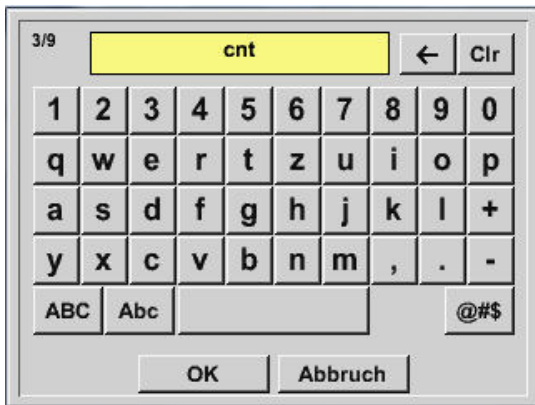 3/9 cnt ← Clr
1 2 3 4 5 6 7 8 9 0
q w e r t z u i o p
a s d f g h j k l +
y x c v b n m , . -
ABC Abc @#$
OK Abbruch